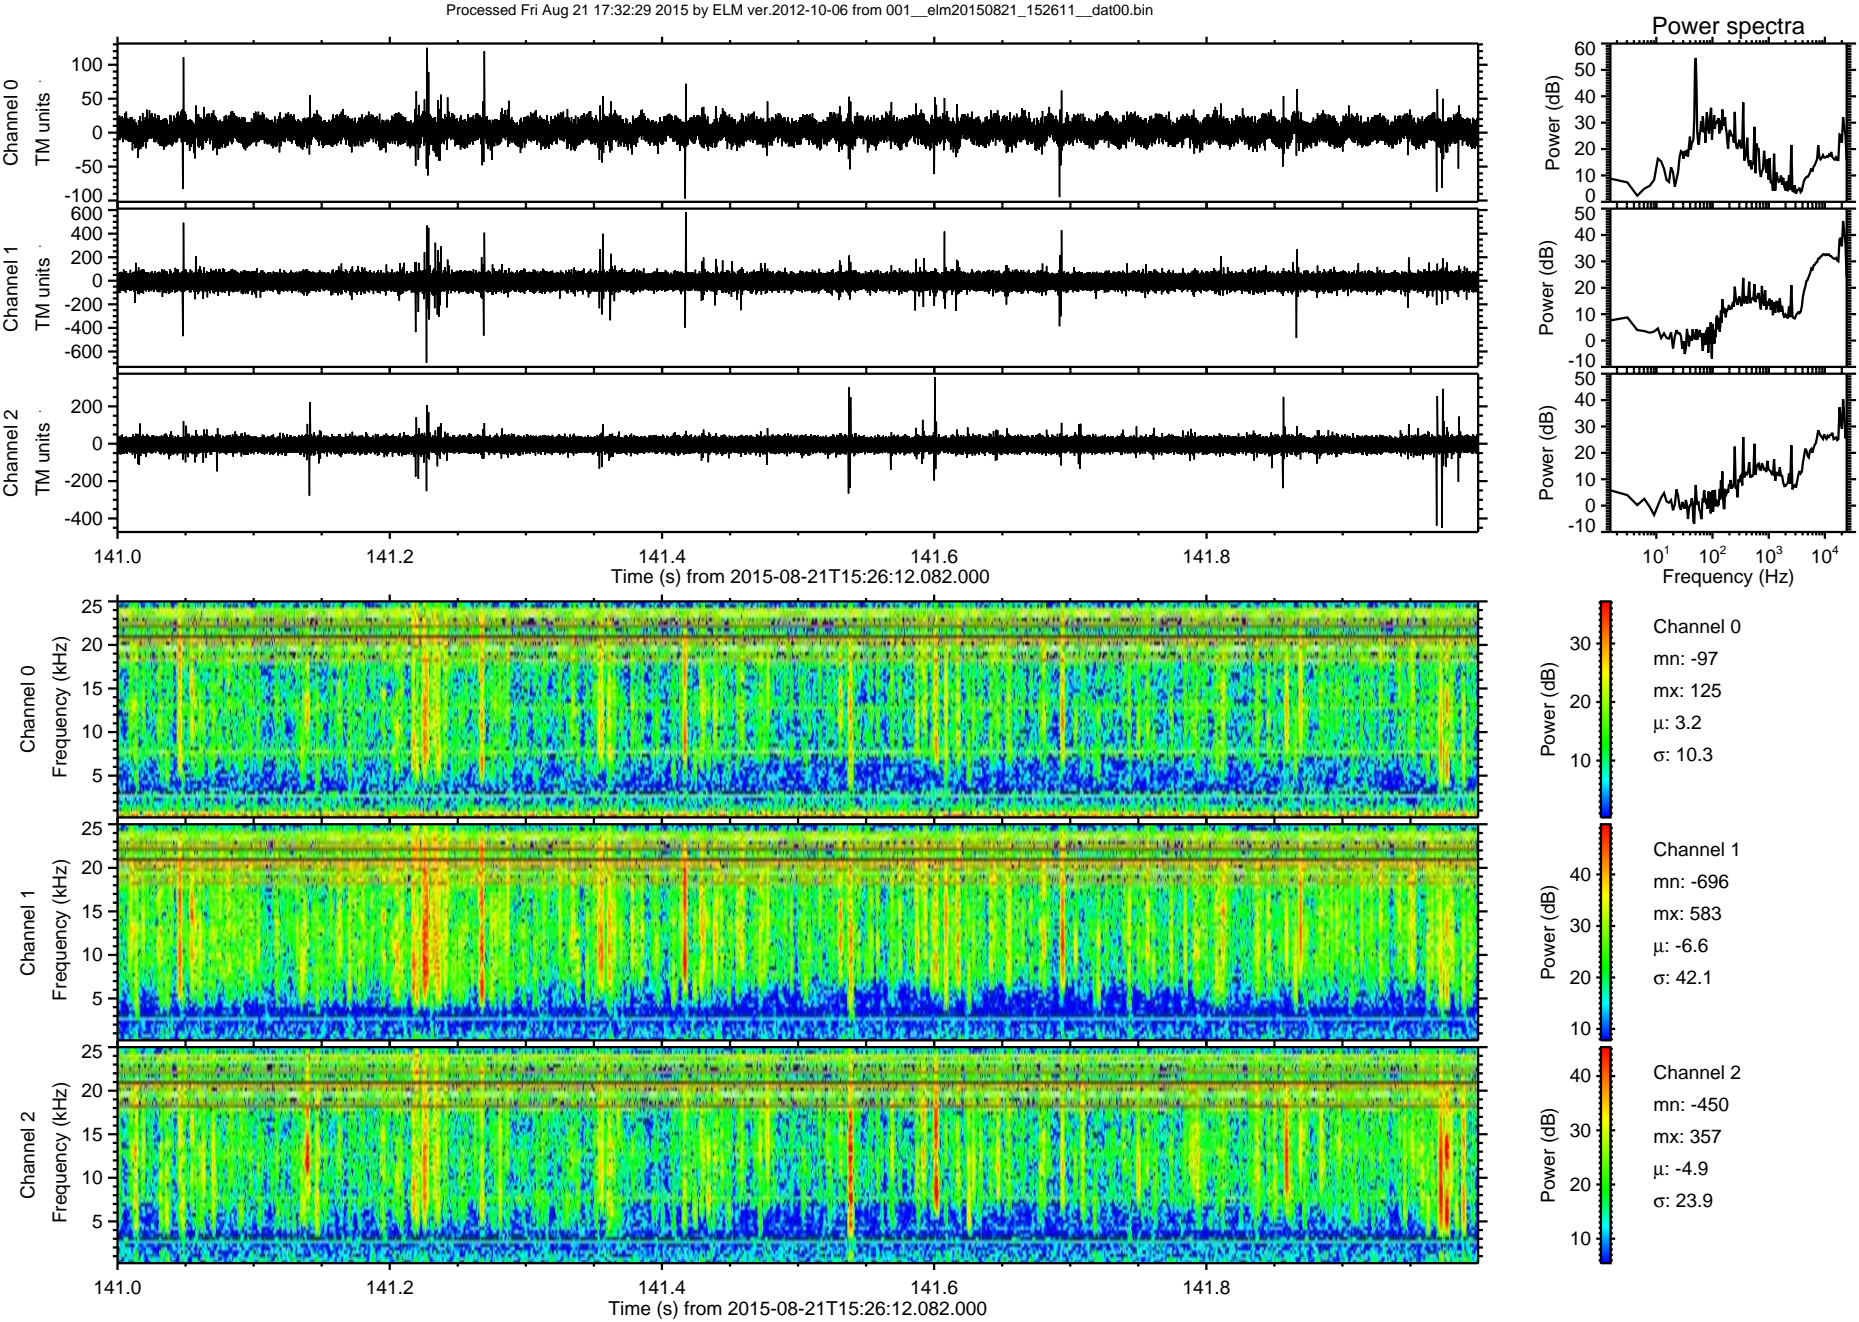 Processed Fri Aug 21 17:32:29 2015 by ELM ver.2012-10-06 from 001__elm20150821_152611__dat00.bin
Power spectra
Channel 0
TM units
100
50
0
-50
-100
Power (dB)
60
50
40
30
20
10
0
Channel 1
TM units
600
400
200
0
-200
-400
-600
Power (dB)
50
40
30
20
10
0
-10
Channel 2
TM units
200
0
-200
-400
Power (dB)
50
40
30
20
10
0
-10
141.0 141.2 141.4 141.6 141.8
Time (s) from 2015-08-21T15:26:12.082.000
10¹ 10² 10³ 10⁴
Frequency (Hz)
Channel 0
Frequency (kHz)
25
20
15
10
5
Power (dB)
30
20
10
Channel 0
mn: -97
mx: 125
µ: 3.2
σ: 10.3
Channel 1
Frequency (kHz)
25
20
15
10
5
Power (dB)
40
30
20
10
Channel 1
mn: -696
mx: 583
µ: -6.6
σ: 42.1
Channel 2
Frequency (kHz)
25
20
15
10
5
Power (dB)
40
30
20
10
Channel 2
mn: -450
mx: 357
µ: -4.9
σ: 23.9
141.0 141.2 141.4 141.6 141.8
Time (s) from 2015-08-21T15:26:12.082.000